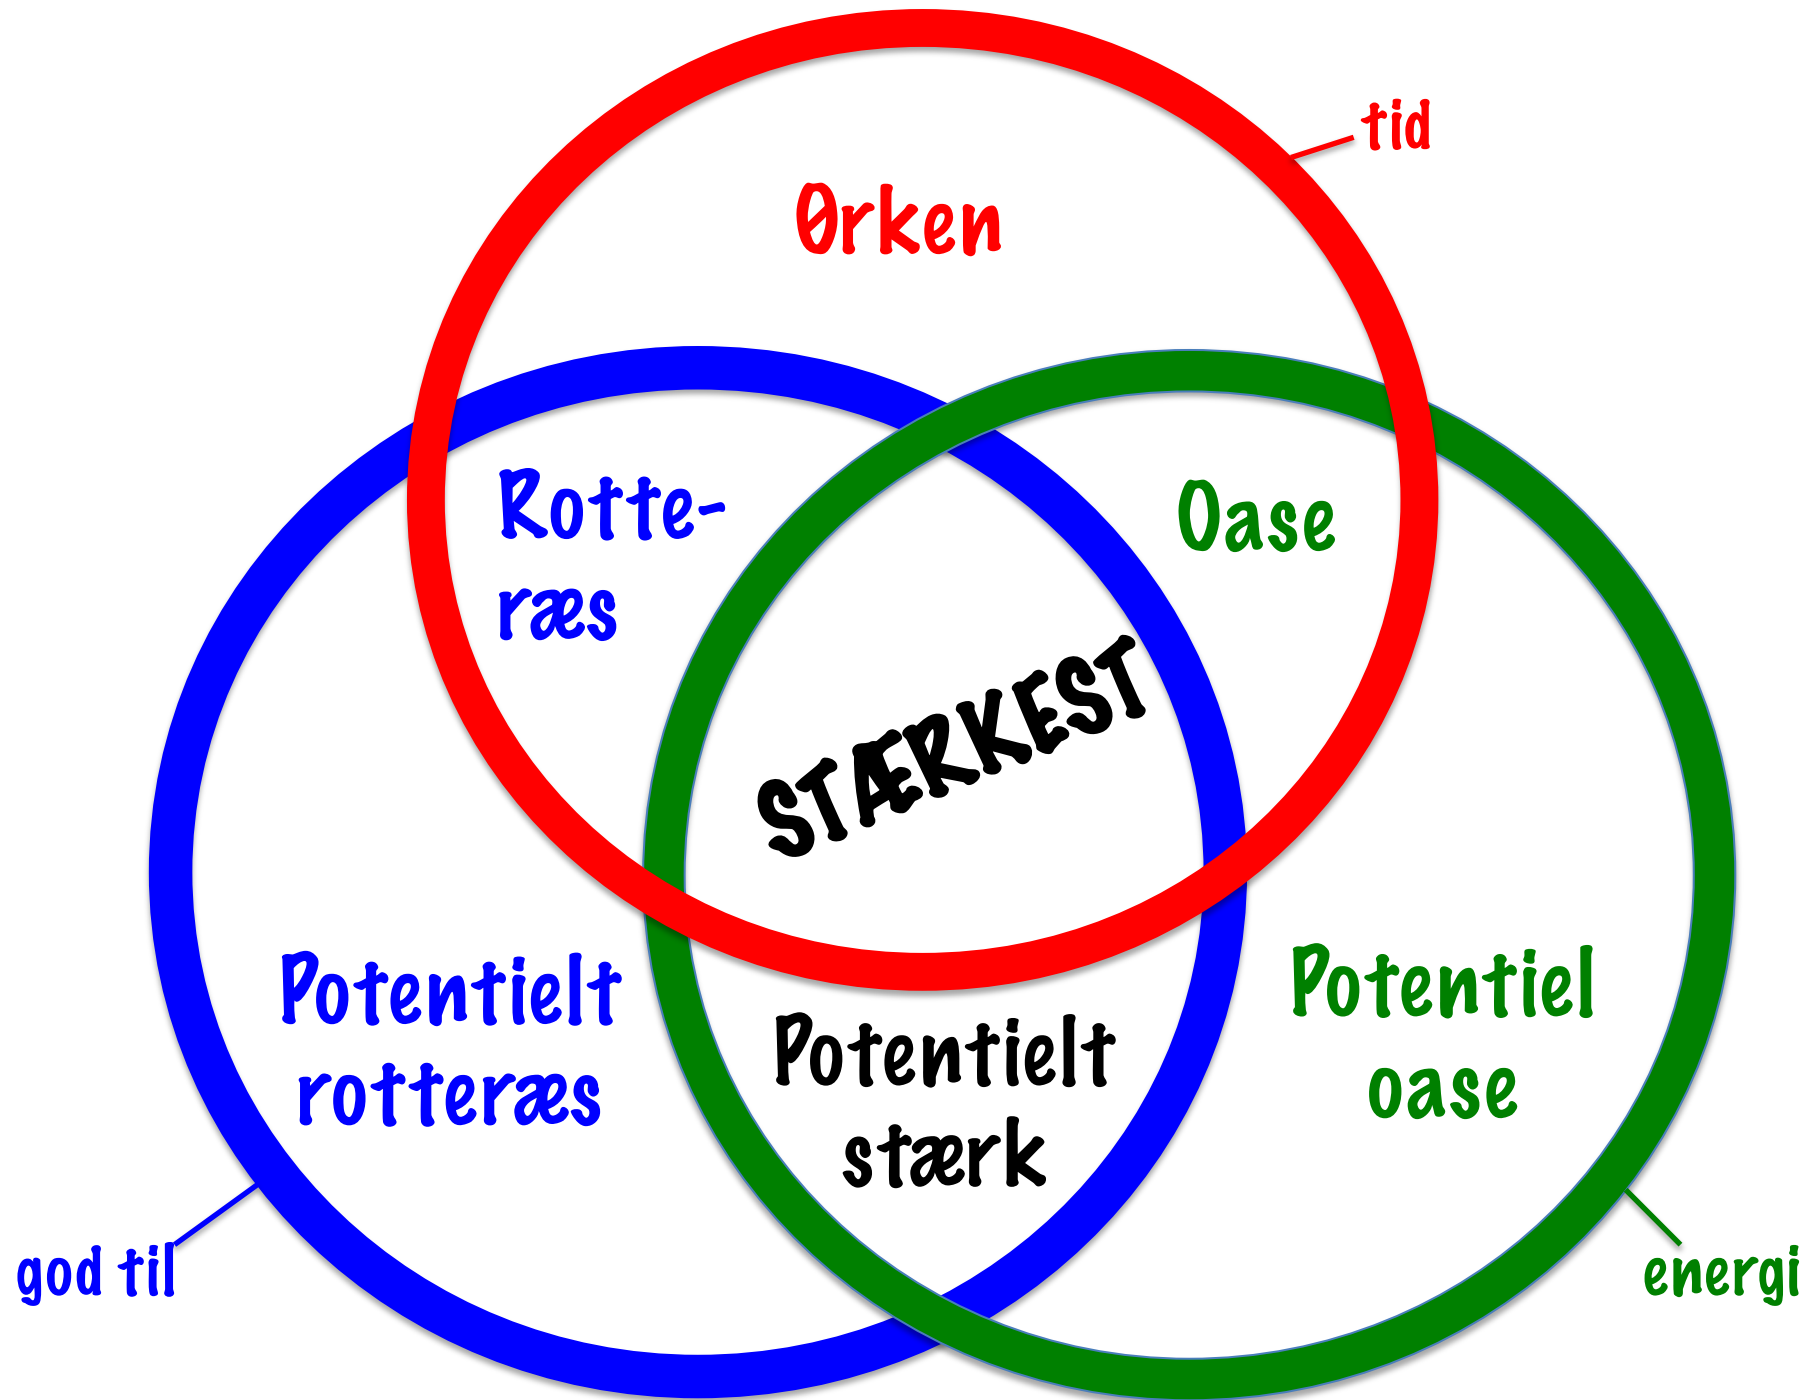 tid
Ørken
Rotte-
ræs
Oase
STÆRKEST
Potentielt
rotteræs
Potentielt
stærk
Potentiel
oase
god til
energi